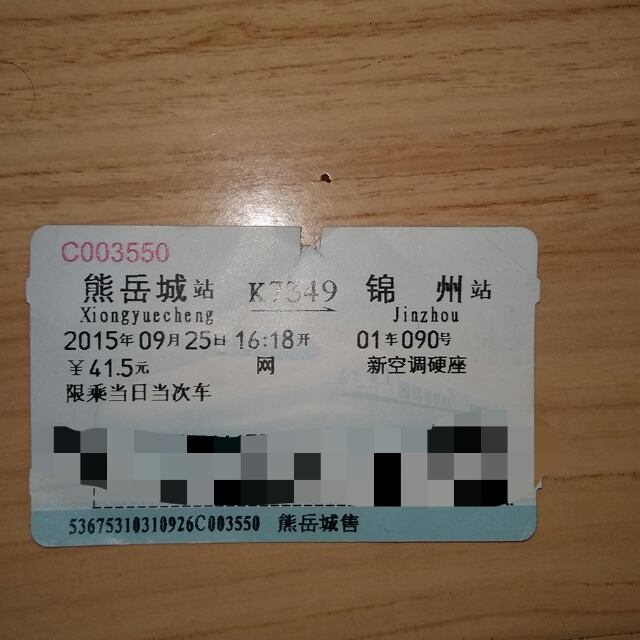 C003550
熊岳城站 K7349 锦州站
Xiongyuecheng Jinzhou
2015年09月25日 16:18开 01车090号
￥41.5元 网 新空调硬座
限乘当日当次车
53675310310926C003550 熊岳城售